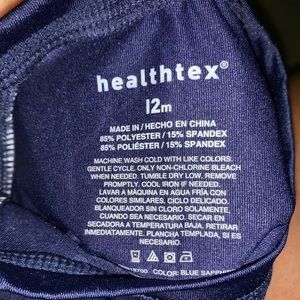 healthtex®
12m
MADE IN / HECHO EN CHINA
85% POLYESTER / 15% SPANDEX
85% POLIÉSTER / 15% SPANDEX
MACHINE WASH COLD WITH LIKE COLORS.
GENTLE CYCLE. ONLY NON-CHLORINE BLEACH
WHEN NEEDED. TUMBLE DRY LOW. REMOVE
PROMPTLY. COOL IRON IF NEEDED.
LAVAR A MÁQUINA EN AGUA FRÍA CON
COLORES SIMILARES. CICLO DELICADO.
BLANQUEADOR SIN CLORO SOLAMENTE.
CUANDO SEA NECESARIO. SECAR EN
SECADORA A TEMPERATURA BAJA. RETIRAR
INMEDIATAMENTE. PLANCHA TEMPLADA, SI ES
NECESARIO.
COLOR: BLUE